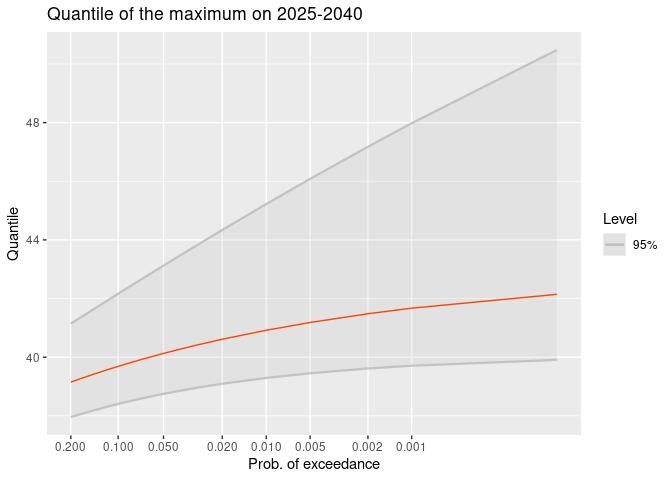 Quantile of the maximum on 2025-2040
48
44
40
Quantile
0.200 0.100 0.050 0.020 0.010 0.005 0.002 0.001
Prob. of exceedance
Level
95%